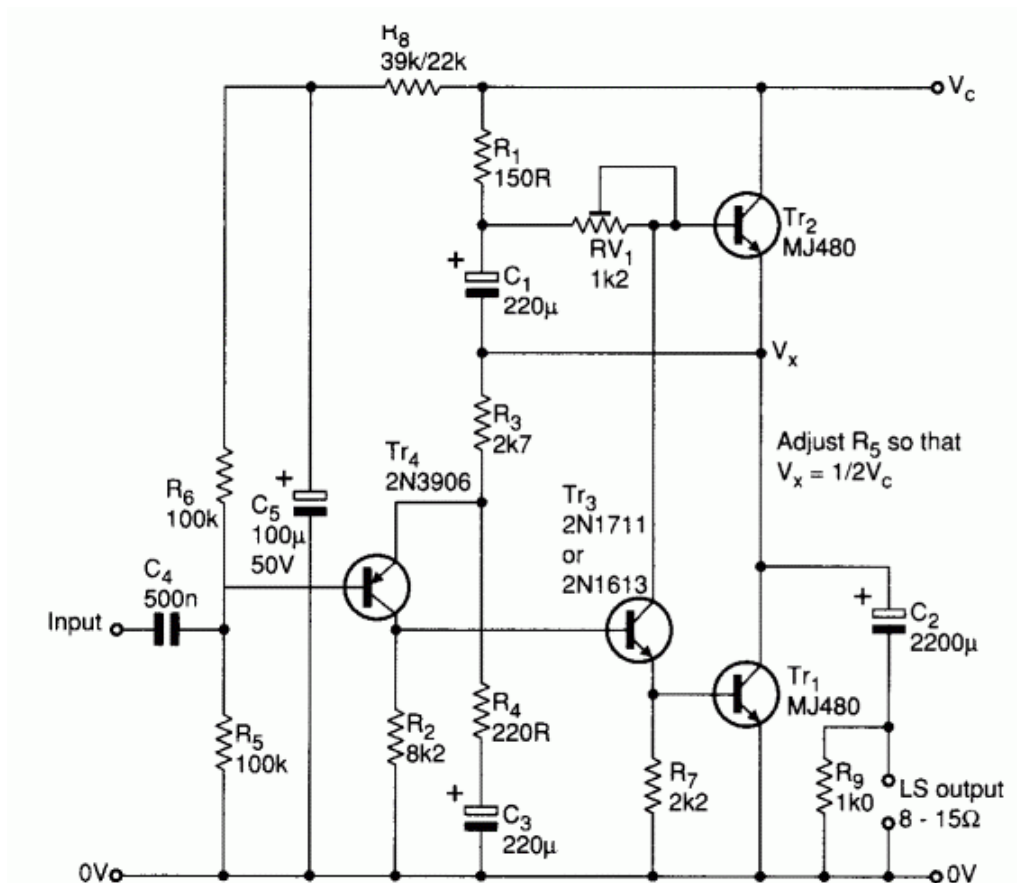 R8
39k/22k
Vc
R1
150R
Tr2
MJ480
RV1
1k2
+
C1
220µ
Vx
R3
2k7
Adjust R5 so that
Vx = 1/2Vc
Tr4
2N3906
R6
100k
+
C5
100µ
50V
Tr3
2N1711
or
2N1613
C4
500n
Input
+
C2
2200µ
Tr1
MJ480
R5
100k
R2
8k2
R4
220R
R7
2k2
R9
1k0
LS output
8 - 15Ω
+
C3
220µ
0V
0V